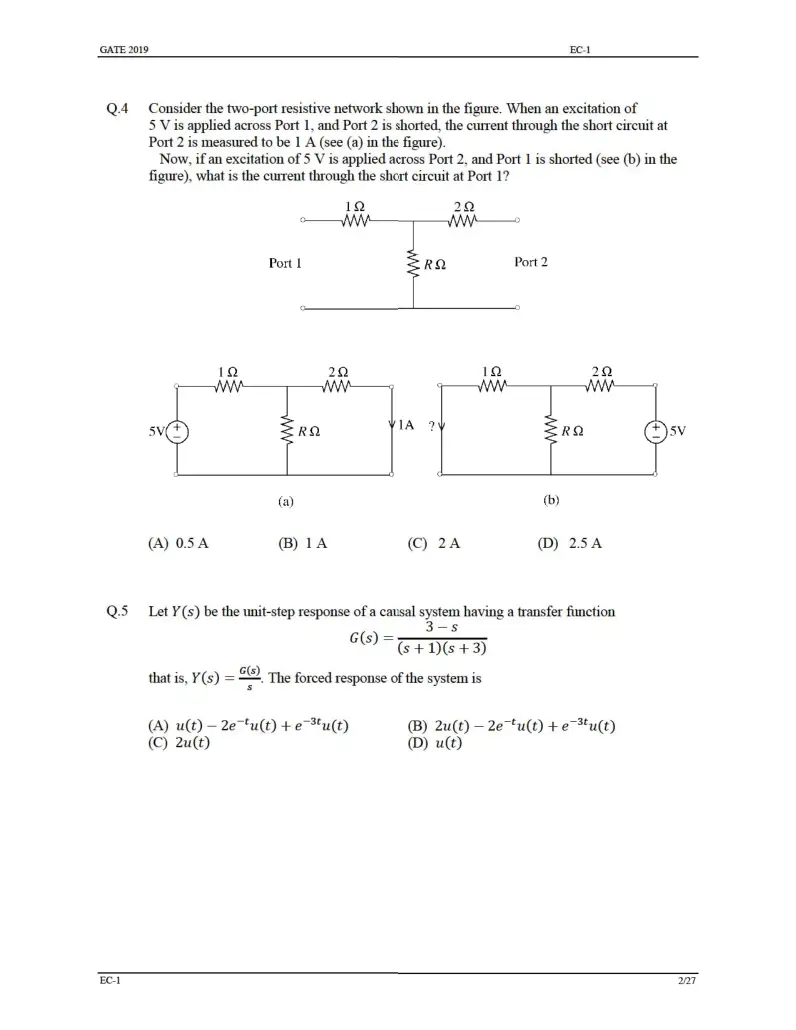 GATE 2019 EC-1
Q.4 Consider the two-port resistive network shown in the figure. When an excitation of
5 V is applied across Port 1, and Port 2 is shorted, the current through the short circuit at
Port 2 is measured to be 1 A (see (a) in the figure).
Now, if an excitation of 5 V is applied across Port 2, and Port 1 is shorted (see (b) in the
figure), what is the current through the short circuit at Port 1?
1 Ω 2 Ω
Port 1 R Ω Port 2
1 Ω 2 Ω 1 Ω 2 Ω
5V + − R Ω 1A ? R Ω + − 5V
(a) (b)
(A) 0.5 A (B) 1 A (C) 2 A (D) 2.5 A
Q.5 Let Y(s) be the unit-step response of a causal system having a transfer function
G(s) = \frac{3 − s}{(s + 1)(s + 3)}
that is, Y(s) = \frac{G(s)}{s}. The forced response of the system is
(A) u(t) − 2e^{−t}u(t) + e^{−3t}u(t) (B) 2u(t) − 2e^{−t}u(t) + e^{−3t}u(t)
(C) 2u(t) (D) u(t)
EC-1 2/27